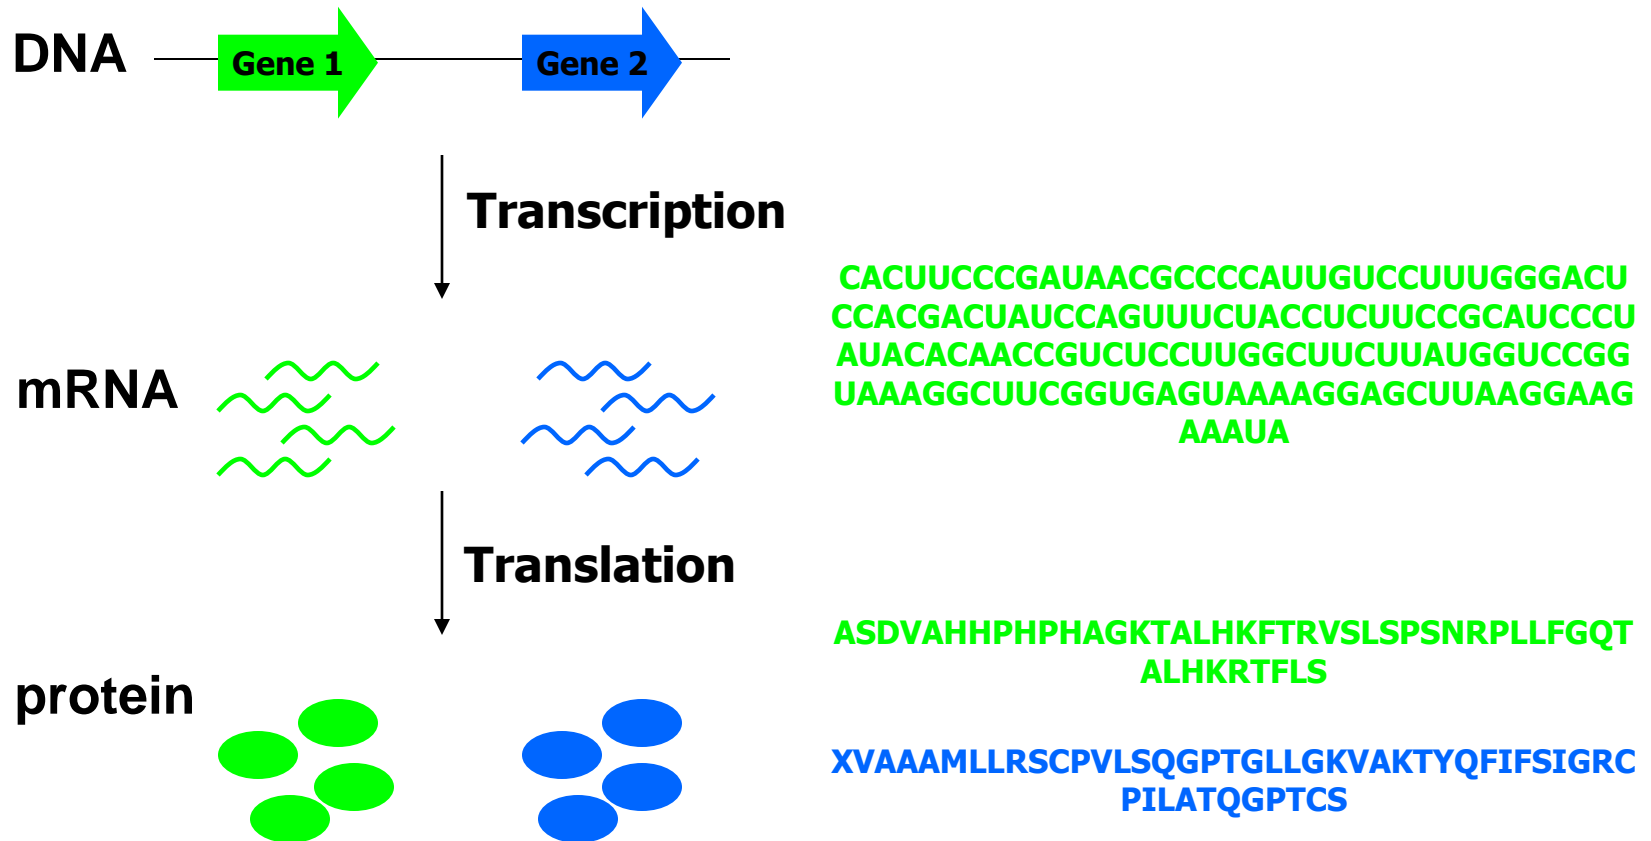 DNA
Gene 1
Gene 2
Transcription
CACUUCCCGAUAACGCCCCAUUGUCCUUUGGGACU
CCACGACUAUCCAGUUUCUACCUCUUCCGCAUCCCU
AUACACAACCGUCUCCUUGGCUUCUUAUGGUCCGG
UAAAGGCUUCGGUGAGUAAAAGGAGCUUAAGGAAG
AAAUA
mRNA
Translation
ASDVAHHPHPHAGKTALHKFTRVSLSPSNRPLLFGQT
ALHKRTFLS
protein
XVAAAMLLRSCPVLSQGPTGLLGKVAKTYQFIFSIGRC
PILATQGPTCS